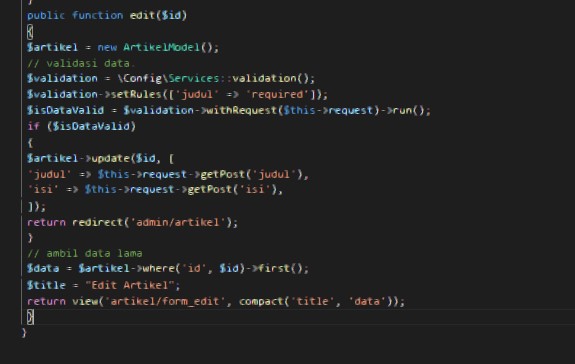 }
public function edit($id)
{
$artikel = new ArtikelModel();
// validasi data.
$validation = \Config\Services::validation();
$validation->setRules(['judul' => 'required']);
$isDataValid = $validation->withRequest($this->request)->run();
if ($isDataValid)
{
$artikel->update($id, [
'judul' => $this->request->getPost('judul'),
'isi' => $this->request->getPost('isi'),
]);
return redirect('admin/artikel');
}
// ambil data lama
$data = $artikel->where('id', $id)->first();
$title = "Edit Artikel";
return view('artikel/form_edit', compact('title', 'data'));
}
}